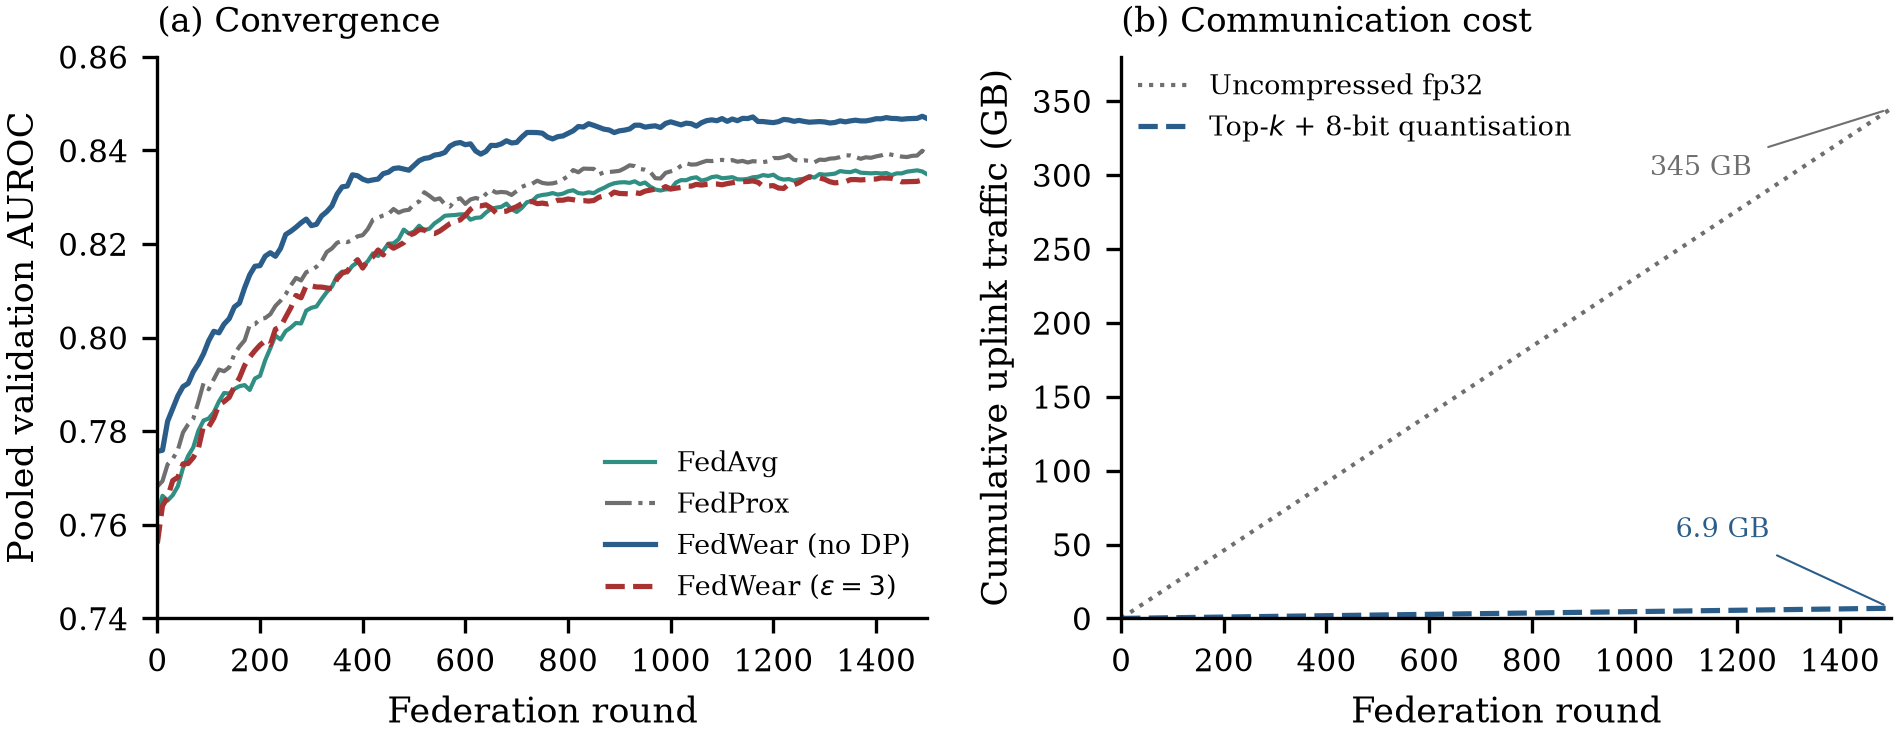 (a) Convergence
Pooled validation AUROC
0.86
0.84
0.82
0.80
0.78
0.76
0.74
0 200 400 600 800 1000 1200 1400
Federation round
FedAvg
FedProx
FedWear (no DP)
FedWear (ε = 3)
(b) Communication cost
Cumulative uplink traffic (GB)
350
300
250
200
150
100
50
0
0 200 400 600 800 1000 1200 1400
Federation round
Uncompressed fp32
Top-k + 8-bit quantisation
345 GB
6.9 GB